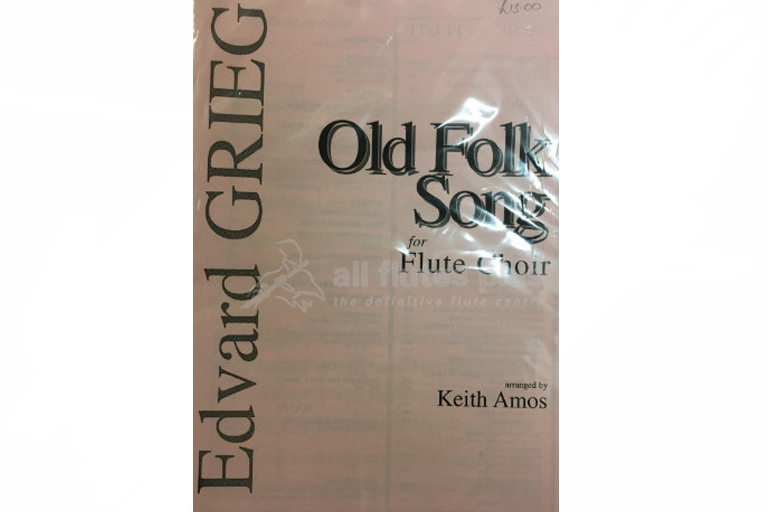 £15.00
Edvard GRIEG
Old Folk
Song
for
Flute Choir
all flutes plus
the definitive flute centre
arranged by
Keith Amos